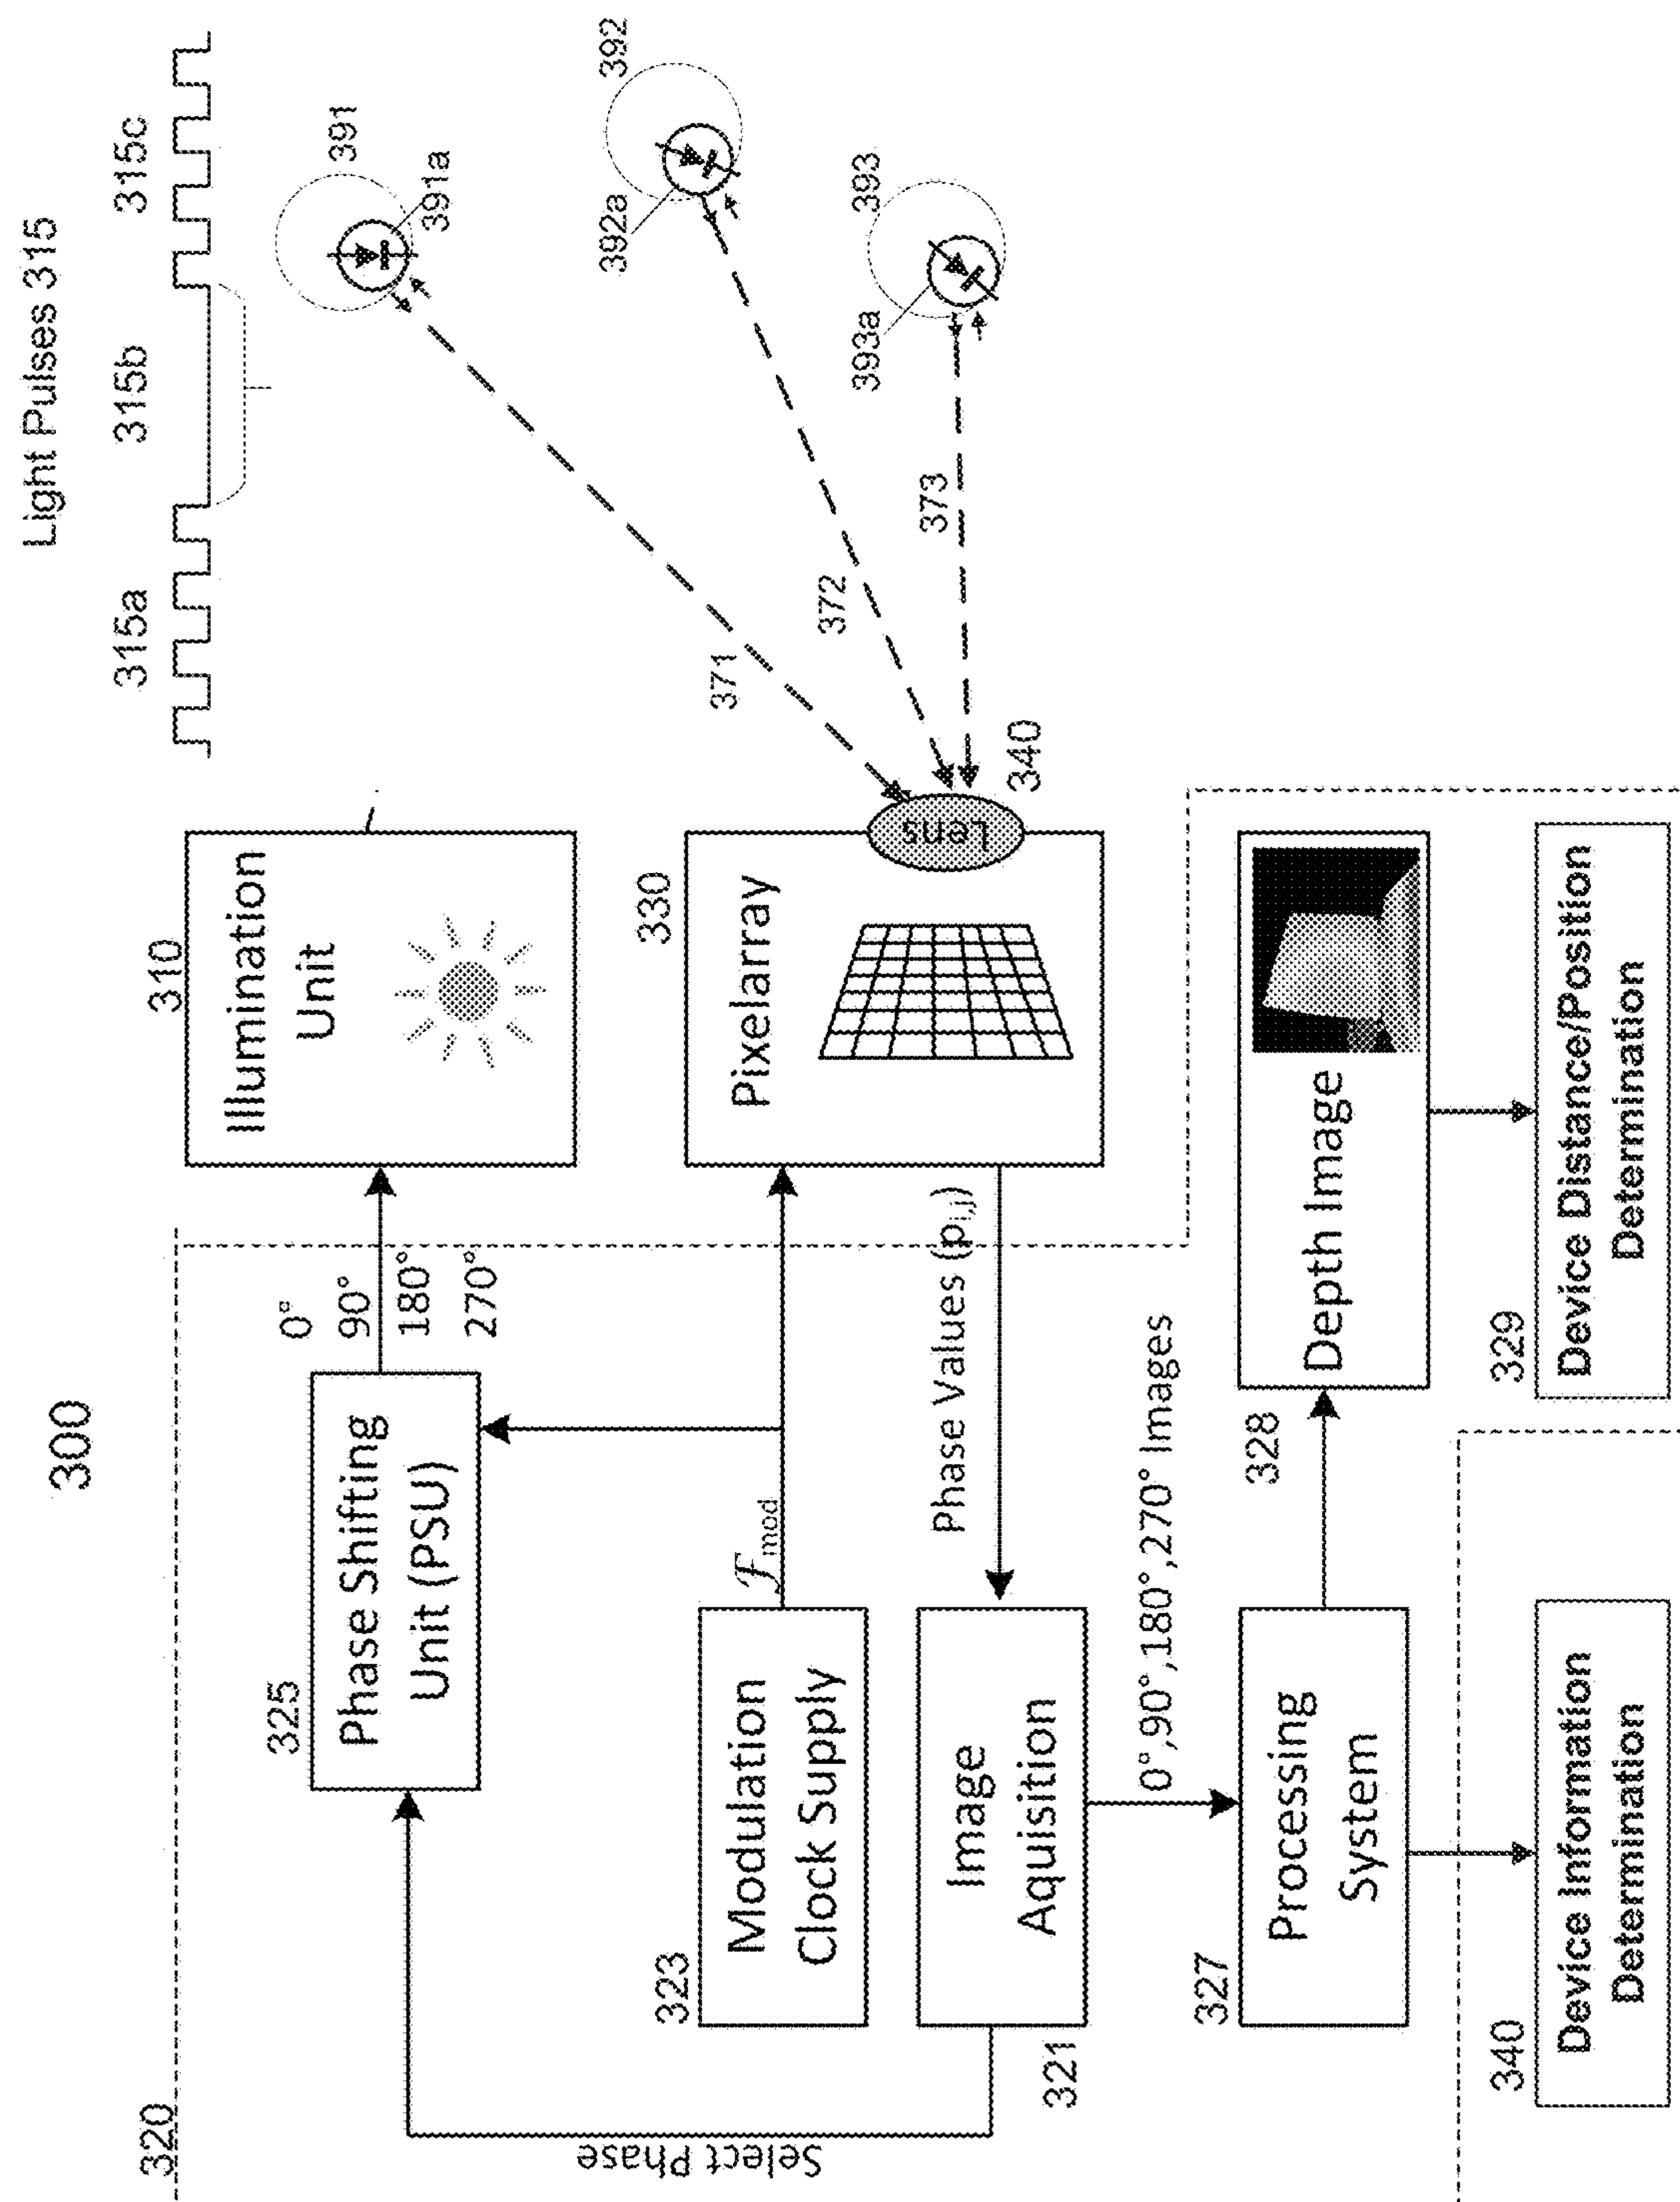 300
Light Pulses 315
315a
315b
315c
320
325
Phase Shifting
Unit (PSU)
0°
90°
180°
270°
310
Illumination
Unit
391
391a
392
392a
393
393a
371
372
373
323
Modulation
Clock Supply
Fmod
330
Pixelarray
Lens
340
Select Phase
321
Image
Aquisition
Phase Values (pi,j)
0°,90°,180°,270° Images
327
Processing
System
328
Depth Image
340
Device Information
Determination
329
Device Distance/Position
Determination